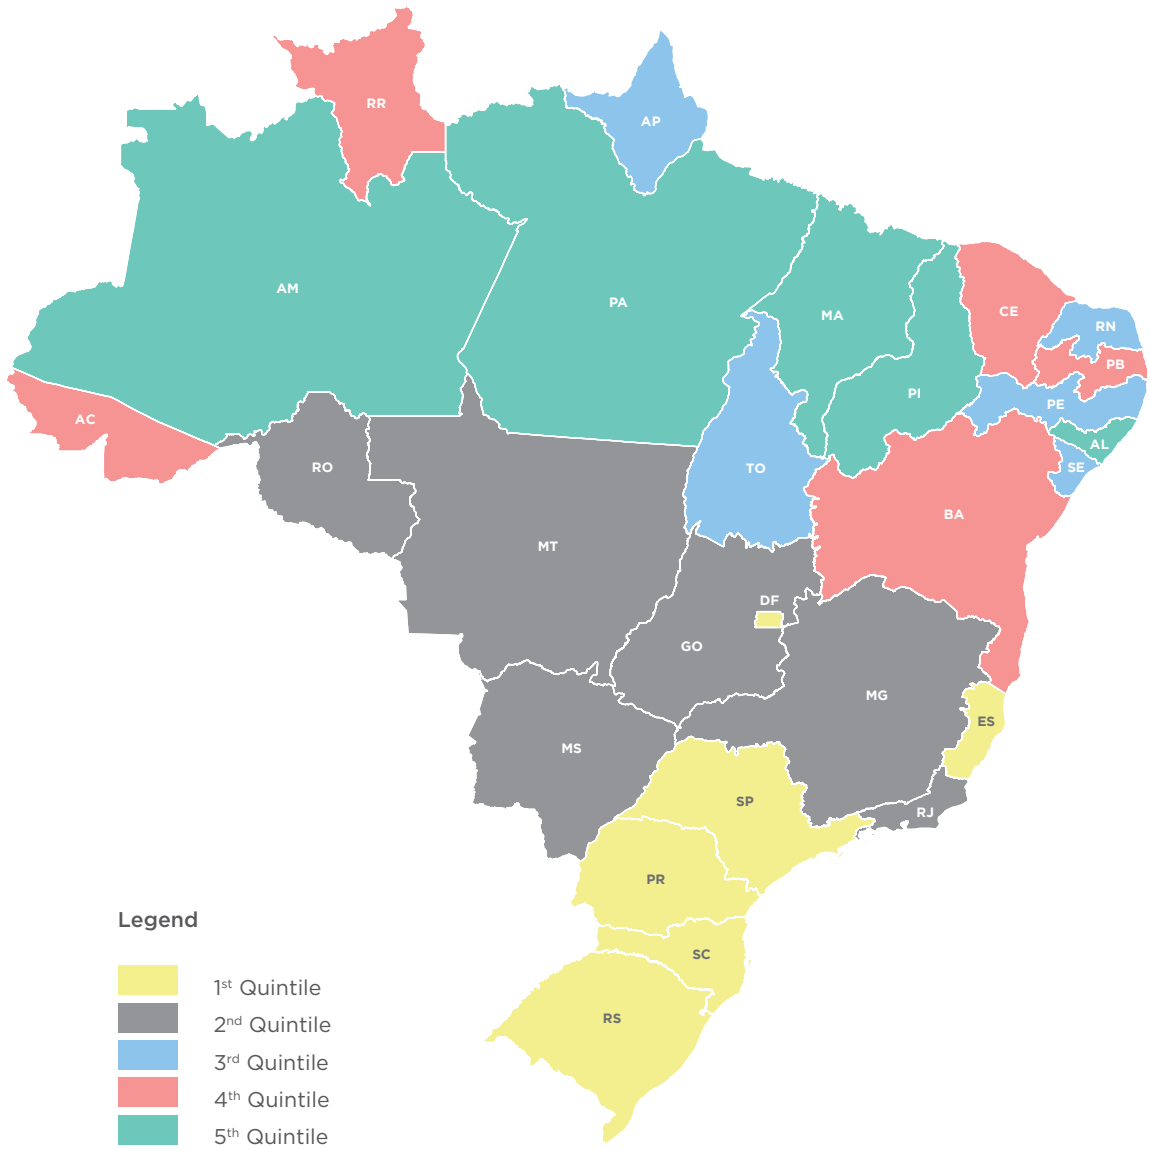 RR
AP
AM
PA
MA
CE
RN
PB
PI
PE
AC
AL
RO
TO
SE
BA
MT
DF
GO
MG
ES
MS
SP
RJ
PR
SC
RS
Legend
1st Quintile
2nd Quintile
3rd Quintile
4th Quintile
5th Quintile